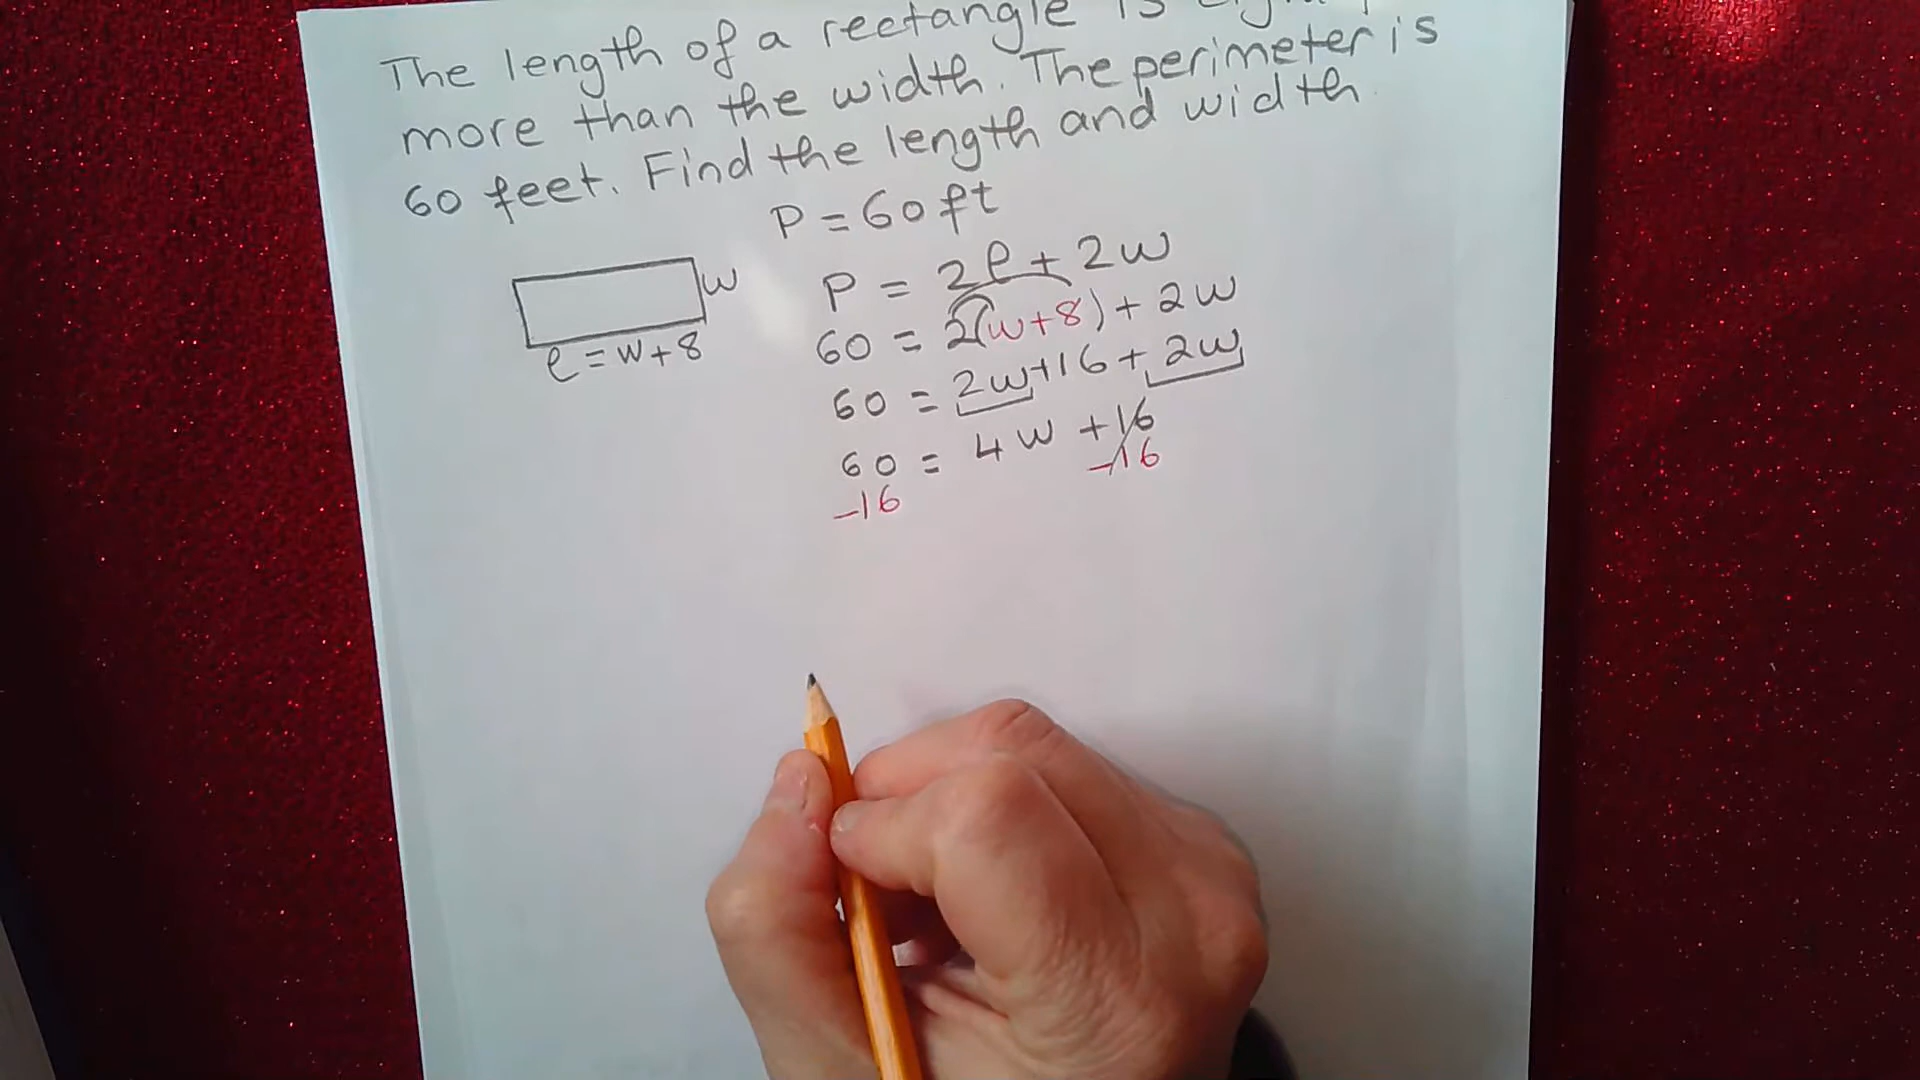 The length of a rectangle is
more than the width. The perimeter is
60 feet. Find the length and width.
P = 60 ft
w
l = w + 8
P = 2l + 2w
60 = 2(w+8) + 2w
60 = 2w + 16 + 2w
60 = 4w + 16
-16 -16